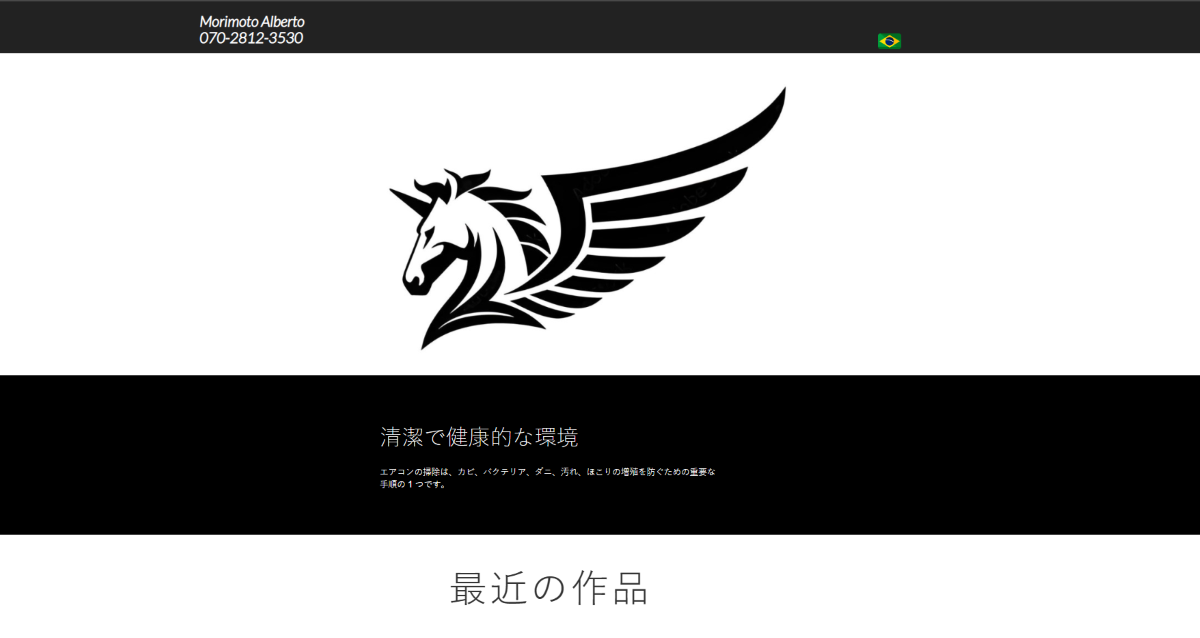 Morimoto Alberto
070-2812-3530
清潔で健康的な環境
エアコンの掃除は、カビ、バクテリア、ダニ、汚れ、ほこりの増殖を防ぐための重要な
手順の 1 つです。
最近の作品